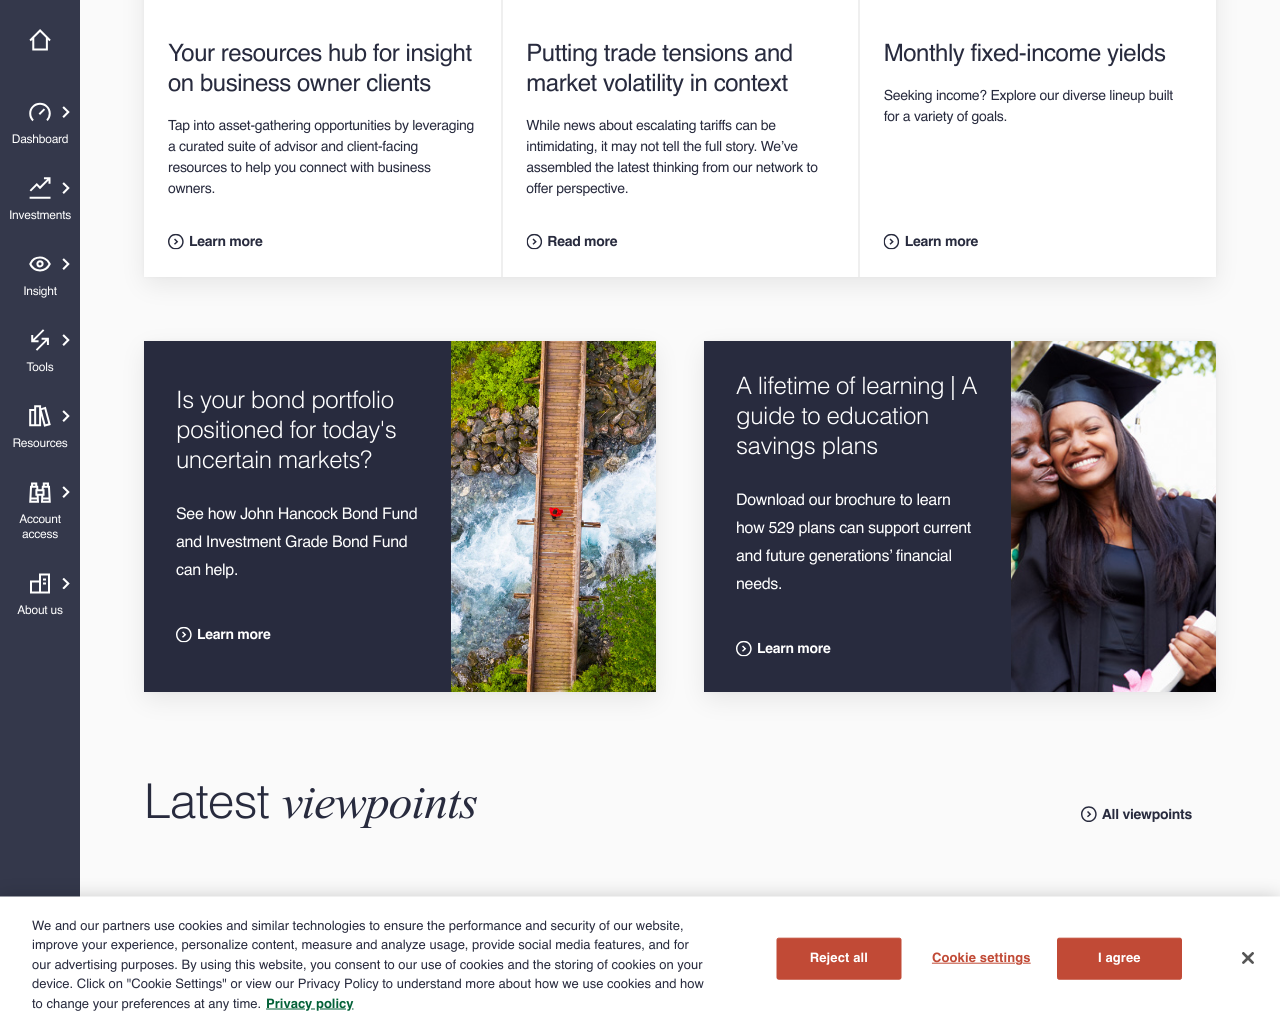 Dashboard
Investments
Insight
Tools
Resources
Account
access
About us
Your resources hub for insight
on business owner clients
Tap into asset-gathering opportunities by leveraging
a curated suite of advisor and client-facing
resources to help you connect with business
owners.
Learn more
Putting trade tensions and
market volatility in context
While news about escalating tariffs can be
intimidating, it may not tell the full story. We’ve
assembled the latest thinking from our network to
offer perspective.
Read more
Monthly fixed-income yields
Seeking income? Explore our diverse lineup built
for a variety of goals.
Learn more
Is your bond portfolio
positioned for today's
uncertain markets?
See how John Hancock Bond Fund
and Investment Grade Bond Fund
can help.
Learn more
A lifetime of learning | A
guide to education
savings plans
Download our brochure to learn
how 529 plans can support current
and future generations’ financial
needs.
Learn more
Latest viewpoints
All viewpoints
We and our partners use cookies and similar technologies to ensure the performance and security of our website,
improve your experience, personalize content, measure and analyze usage, provide social media features, and for
our advertising purposes. By using this website, you consent to our use of cookies and the storing of cookies on your
device. Click on "Cookie Settings" or view our Privacy Policy to understand more about how we use cookies and how
to change your preferences at any time. Privacy policy
Reject all
Cookie settings
I agree